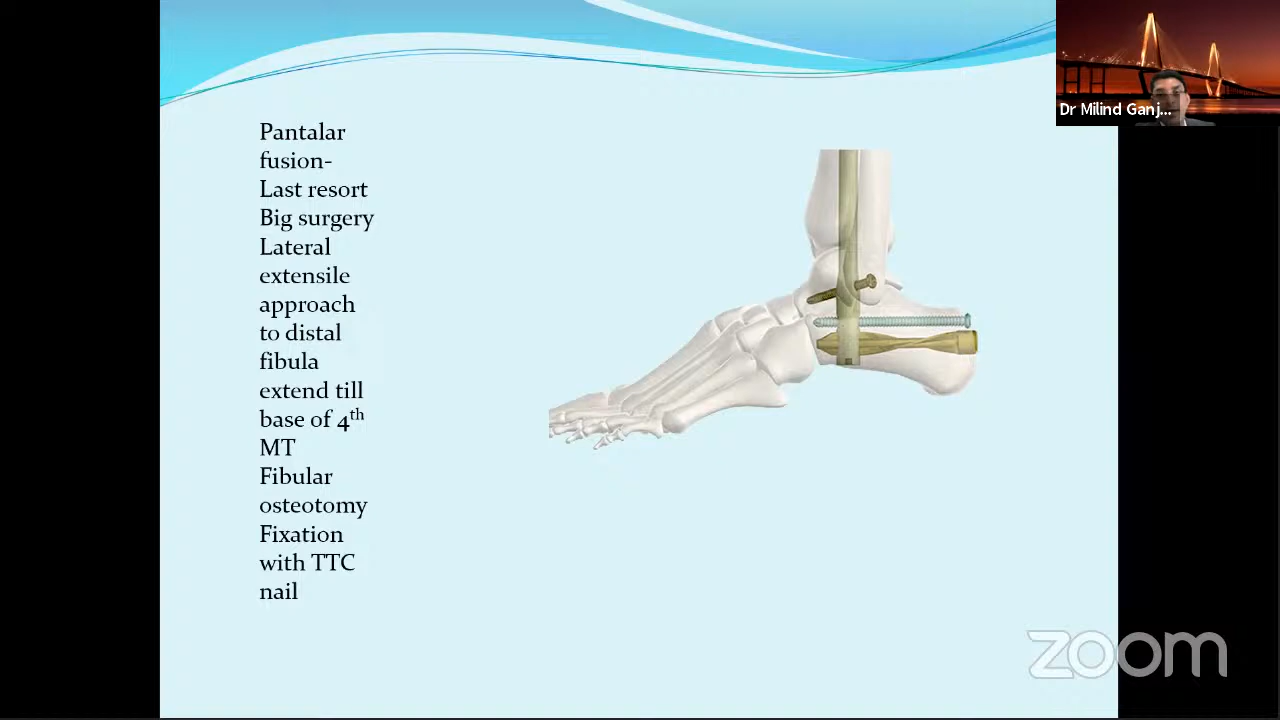 Pantalar
fusion-
Last resort
Big surgery
Lateral
extensile
approach
to distal
fibula
extend till
base of 4th
MT
Fibular
osteotomy
Fixation
with TTC
nail
Dr Milind Ganj...
zoom